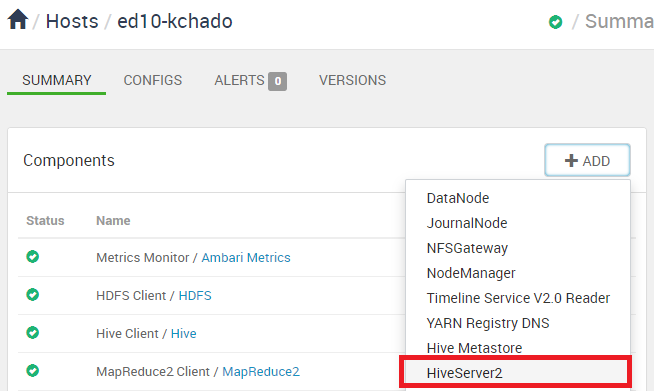 / Hosts / ed10-kchado / Summa
SUMMARY CONFIGS ALERTS 0 VERSIONS
Components + ADD
Status Name
Metrics Monitor / Ambari Metrics
HDFS Client / HDFS
Hive Client / Hive
MapReduce2 Client / MapReduce2
DataNode
JournalNode
NFSGateway
NodeManager
Timeline Service V2.0 Reader
YARN Registry DNS
Hive Metastore
HiveServer2